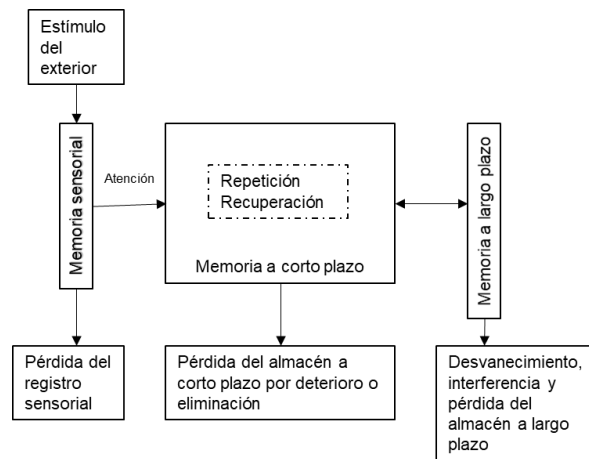 Estímulo
del
exterior
Memoria sensorial
Atención
Repetición
Recuperación
Memoria a corto plazo
Memoria a largo plazo
Pérdida del
registro
sensorial
Pérdida del almacén a
corto plazo por deterioro o
eliminación
Desvanecimiento,
interferencia y
pérdida del
almacén a largo
plazo